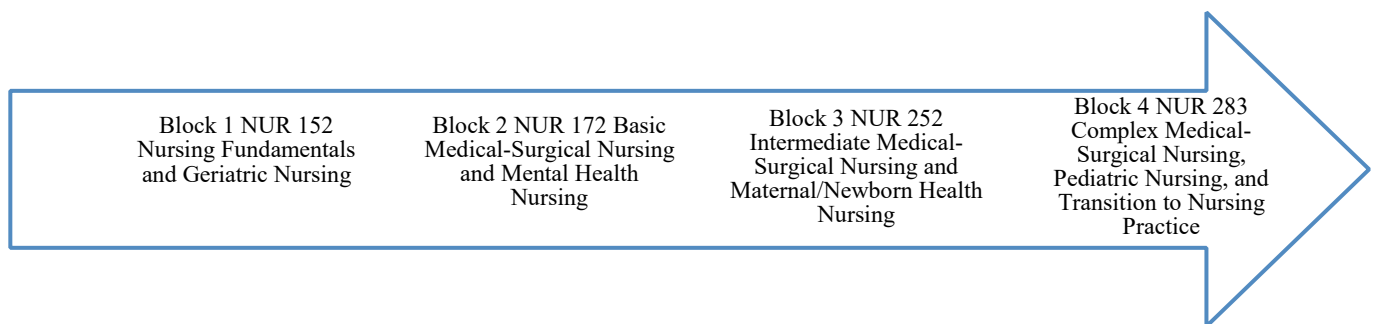 Block 1 NUR 152
Nursing Fundamentals
and Geriatric Nursing
Block 2 NUR 172 Basic
Medical-Surgical Nursing
and Mental Health
Nursing
Block 3 NUR 252
Intermediate Medical-
Surgical Nursing and
Maternal/Newborn Health
Nursing
Block 4 NUR 283
Complex Medical-
Surgical Nursing,
Pediatric Nursing, and
Transition to Nursing
Practice